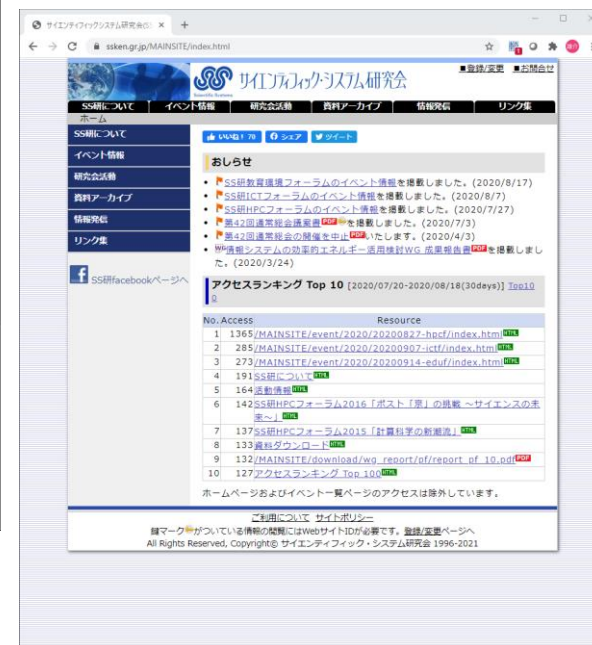 サイエンティフィックシステム研究会(SS
ssken.gr.jp/MAINSITE/index.html
■登録/変更 ■お問合せ
SS
Scientific System
サイエンティフィック・システム研究会
SS研について イベント情報 研究会活動 資料アーカイブ 情報発信 リンク集
ホーム
SS研について
イベント情報
研究会活動
資料アーカイブ
情報発信
リンク集
SS研facebookページへ
いいね! 70 シェア ツイート
おしらせ
SS研教育環境フォーラムのイベント情報を掲載しました。(2020/8/17)
SS研ICTフォーラムのイベント情報を掲載しました。(2020/8/7)
SS研HPCフォーラムのイベント情報を掲載しました。(2020/7/27)
第42回通常総会議案書PDFを掲載しました。(2020/7/3)
第42回通常総会の開催を中止PDFいたします。(2020/4/3)
WG情報システムの効率的エネルギー活用検討WG 成果報告書PDFを掲載しまし
た。(2020/3/24)
アクセスランキング Top 10 [2020/07/20-2020/08/18(30days)] Top10
0
No. Access Resource
1 1365 /MAINSITE/event/2020/20200827-hpcf/index.html HTML
2 285 /MAINSITE/event/2020/20200907-ictf/index.html HTML
3 273 /MAINSITE/event/2020/20200914-eduf/index.html HTML
4 191 SS研について HTML
5 164 活動情報 HTML
6 142 SS研HPCフォーラム2016「ポスト「京」の挑戦 ~サイエンスの未
来~」 HTML
7 137 SS研HPCフォーラム2015「計算科学の新潮流」 HTML
8 133 資料ダウンロード HTML
9 132 /MAINSITE/download/wg_report/pf/report_pf_10.pdf PDF
10 127 アクセスランキング Top 100 HTML
ホームページおよびイベント一覧ページのアクセスは除外しています。
ご利用について サイトポリシー
鍵マークがついている情報の閲覧にはWebサイトIDが必要です。登録/変更ページへ
All Rights Reserved, Copyright© サイエンティフィック・システム研究会 1996-2021